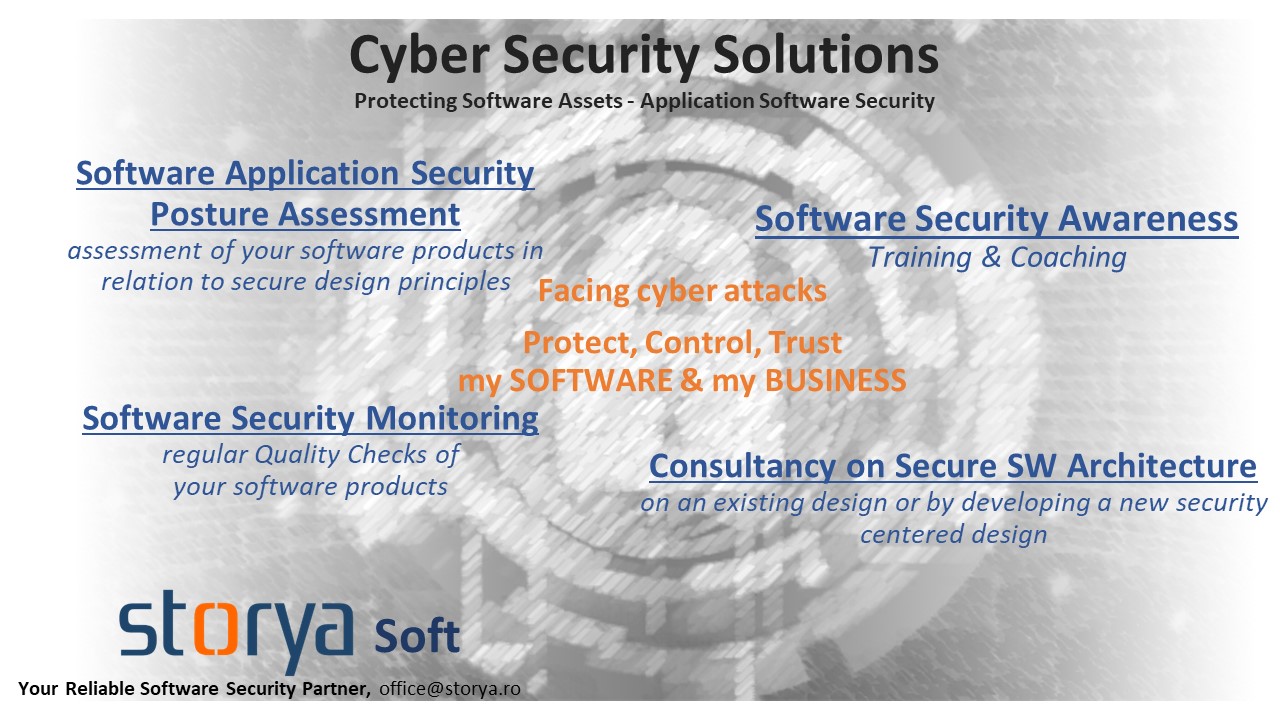 Cyber Security Solutions
Protecting Software Assets - Application Software Security
Software Application Security
Posture Assessment
assessment of your software products in
relation to secure design principles
Software Security Awareness
Training & Coaching
Facing cyber attacks
Protect, Control, Trust
my SOFTWARE & my BUSINESS
Software Security Monitoring
regular Quality Checks of
your software products
Consultancy on Secure SW Architecture
on an existing design or by developing a new security
centered design
storya Soft
Your Reliable Software Security Partner, office@storya.ro